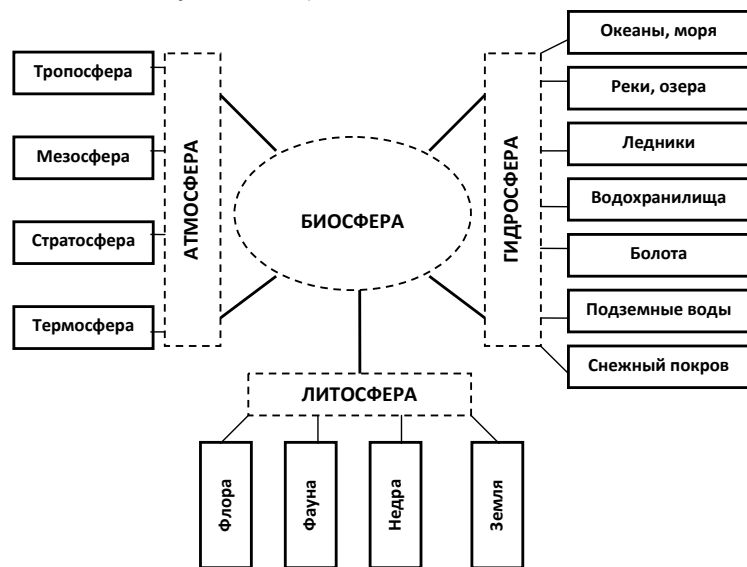 Тропосфера
Мезосфера
Стратосфера
Термосфера
АТМОСФЕРА
БИОСФЕРА
ГИДРОСФЕРА
Океаны, моря
Реки, озера
Ледники
Водохранилища
Болота
Подземные воды
Снежный покров
ЛИТОСФЕРА
Флора
Фауна
Недра
Земля